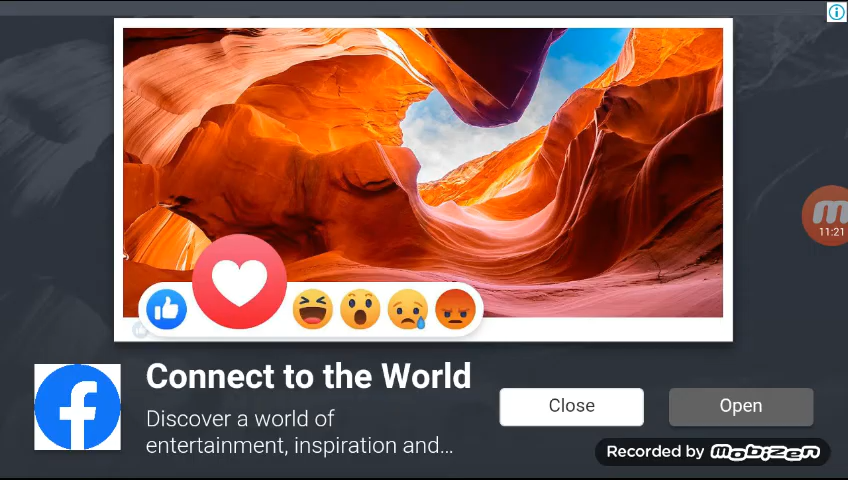 11:21
Connect to the World
Discover a world of
entertainment, inspiration and...
Close
Open
Recorded by mobizen